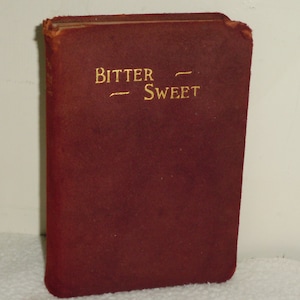 BITTER ~
~ SWEET